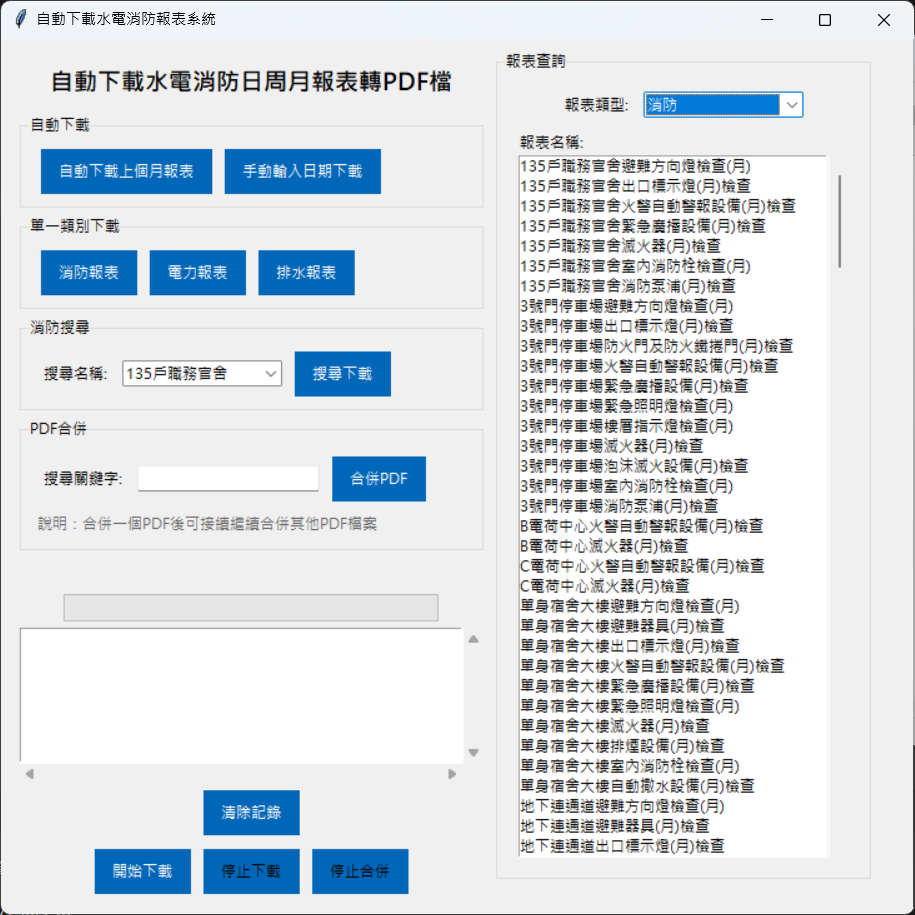 自動下載水電消防報表系統
自動下載水電消防日周月報表轉PDF檔
自動下載
自動下載上個月報表
手動輸入日期下載
單一類別下載
消防報表
電力報表
排水報表
消防搜尋
搜尋名稱:
135戶職務官舍
搜尋下載
PDF合併
搜尋關鍵字:
合併PDF
說明：合併一個PDF後可接續繼續合併其他PDF檔案
清除記錄
開始下載
停止下載
停止合併
報表查詢
報表類型:
消防
報表名稱:
135戶職務官舍避難方向燈檢查(月)
135戶職務官舍出口標示燈(月)檢查
135戶職務官舍火警自動警報設備(月)檢查
135戶職務官舍緊急廣播設備(月)檢查
135戶職務官舍滅火器(月)檢查
135戶職務官舍室內消防栓檢查(月)
135戶職務官舍消防泵浦(月)檢查
3號門停車場避難方向燈檢查(月)
3號門停車場出口標示燈(月)檢查
3號門停車場防火門及防火鐵捲門(月)檢查
3號門停車場火警自動警報設備(月)檢查
3號門停車場緊急廣播設備(月)檢查
3號門停車場緊急照明燈檢查(月)
3號門停車場樓層指示燈檢查(月)
3號門停車場滅火器(月)檢查
3號門停車場泡沫滅火設備(月)檢查
3號門停車場室內消防栓檢查(月)
3號門停車場消防泵浦(月)檢查
B電荷中心火警自動警報設備(月)檢查
B電荷中心滅火器(月)檢查
C電荷中心火警自動警報設備(月)檢查
C電荷中心滅火器(月)檢查
單身宿舍大樓避難方向燈檢查(月)
單身宿舍大樓避難器具(月)檢查
單身宿舍大樓出口標示燈(月)檢查
單身宿舍大樓火警自動警報設備(月)檢查
單身宿舍大樓緊急廣播設備(月)檢查
單身宿舍大樓緊急照明燈檢查(月)
單身宿舍大樓滅火器(月)檢查
單身宿舍大樓排煙設備(月)檢查
單身宿舍大樓室內消防栓檢查(月)
單身宿舍大樓自動撒水設備(月)檢查
地下連通道避難方向燈檢查(月)
地下連通道避難器具(月)檢查
地下連通道出口標示燈(月)檢查